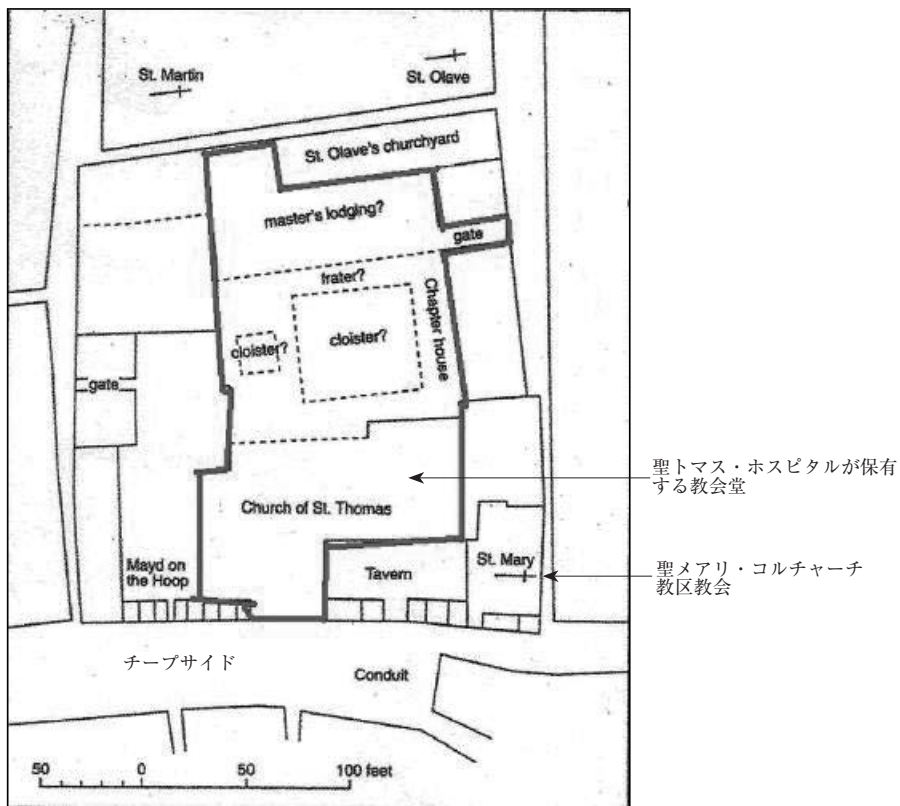 St. Martin
St. Olave
St. Olave's churchyard
master's lodging?
gate
frater?
Chapter house
cloister?
cloister?
gate
聖トマス・ホスピタルが保有
する教会堂
Church of St. Thomas
聖メアリ・コルチャーチ
教区教会
Mayd on
the Hoop
Tavern
St. Mary
チープサイド
Conduit
50 0 50 100 feet